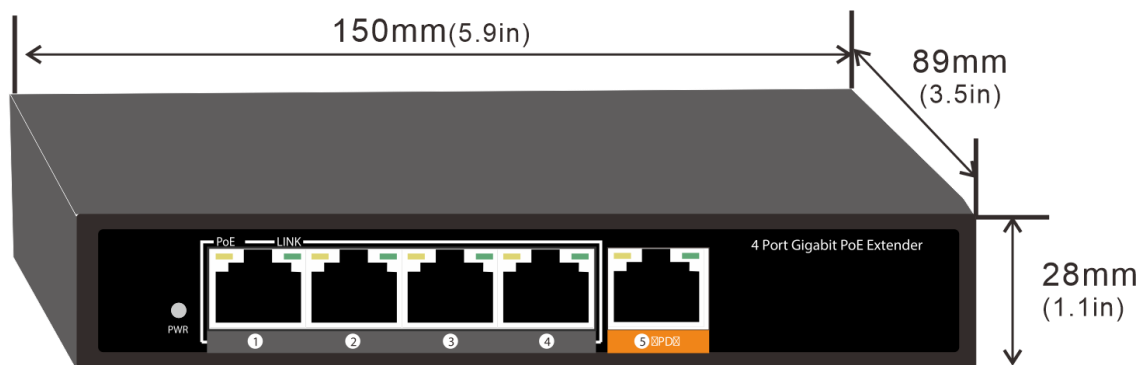 150mm(5.9in)
89mm
(3.5in)
PoE LINK
4 Port Gigabit PoE Extender
28mm
(1.1in)
PWR
1 2 3 4 5 PD